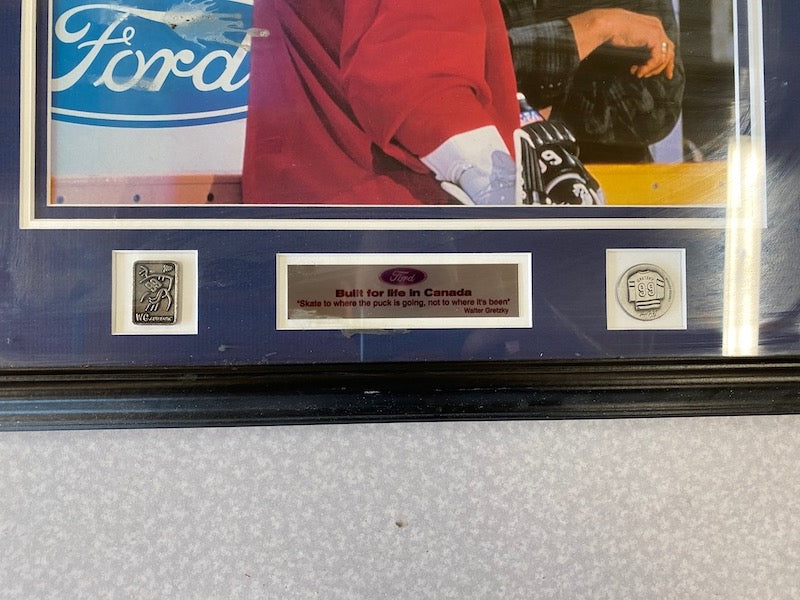 Ford
9
Ford
Built for life in Canada
"Skate to where the puck is going, not to where it's been"
Walter Gretzky
99